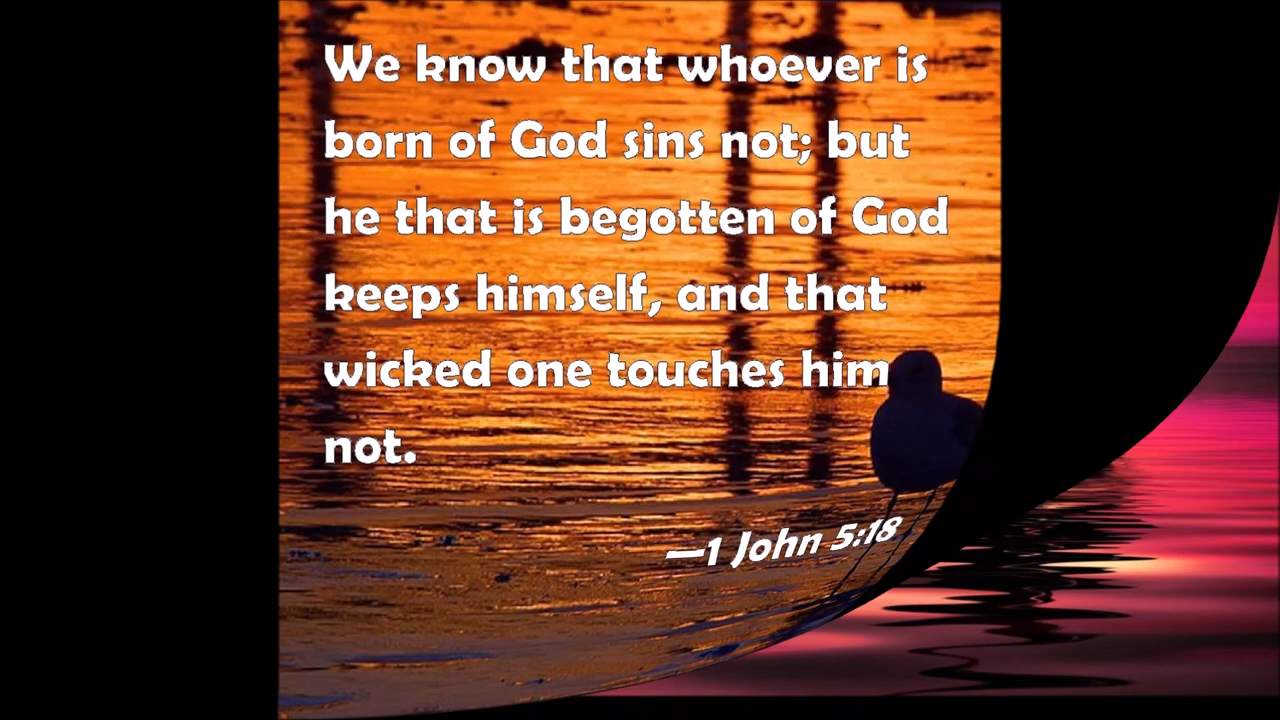 We know that whoever is
born of God sins not; but
he that is begotten of God
keeps himself, and that
wicked one touches him
not.
—1 John 5:18